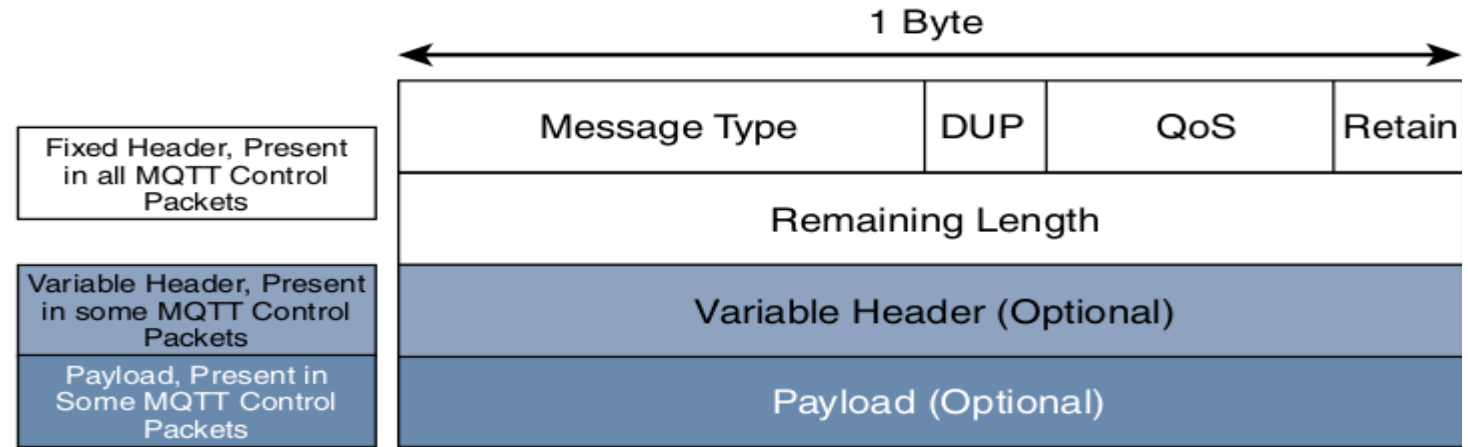 1 Byte
Message Type DUP QoS Retain
Fixed Header, Present
in all MQTT Control
Packets
Remaining Length
Variable Header, Present
in some MQTT Control
Packets
Variable Header (Optional)
Payload, Present in
Some MQTT Control
Packets
Payload (Optional)